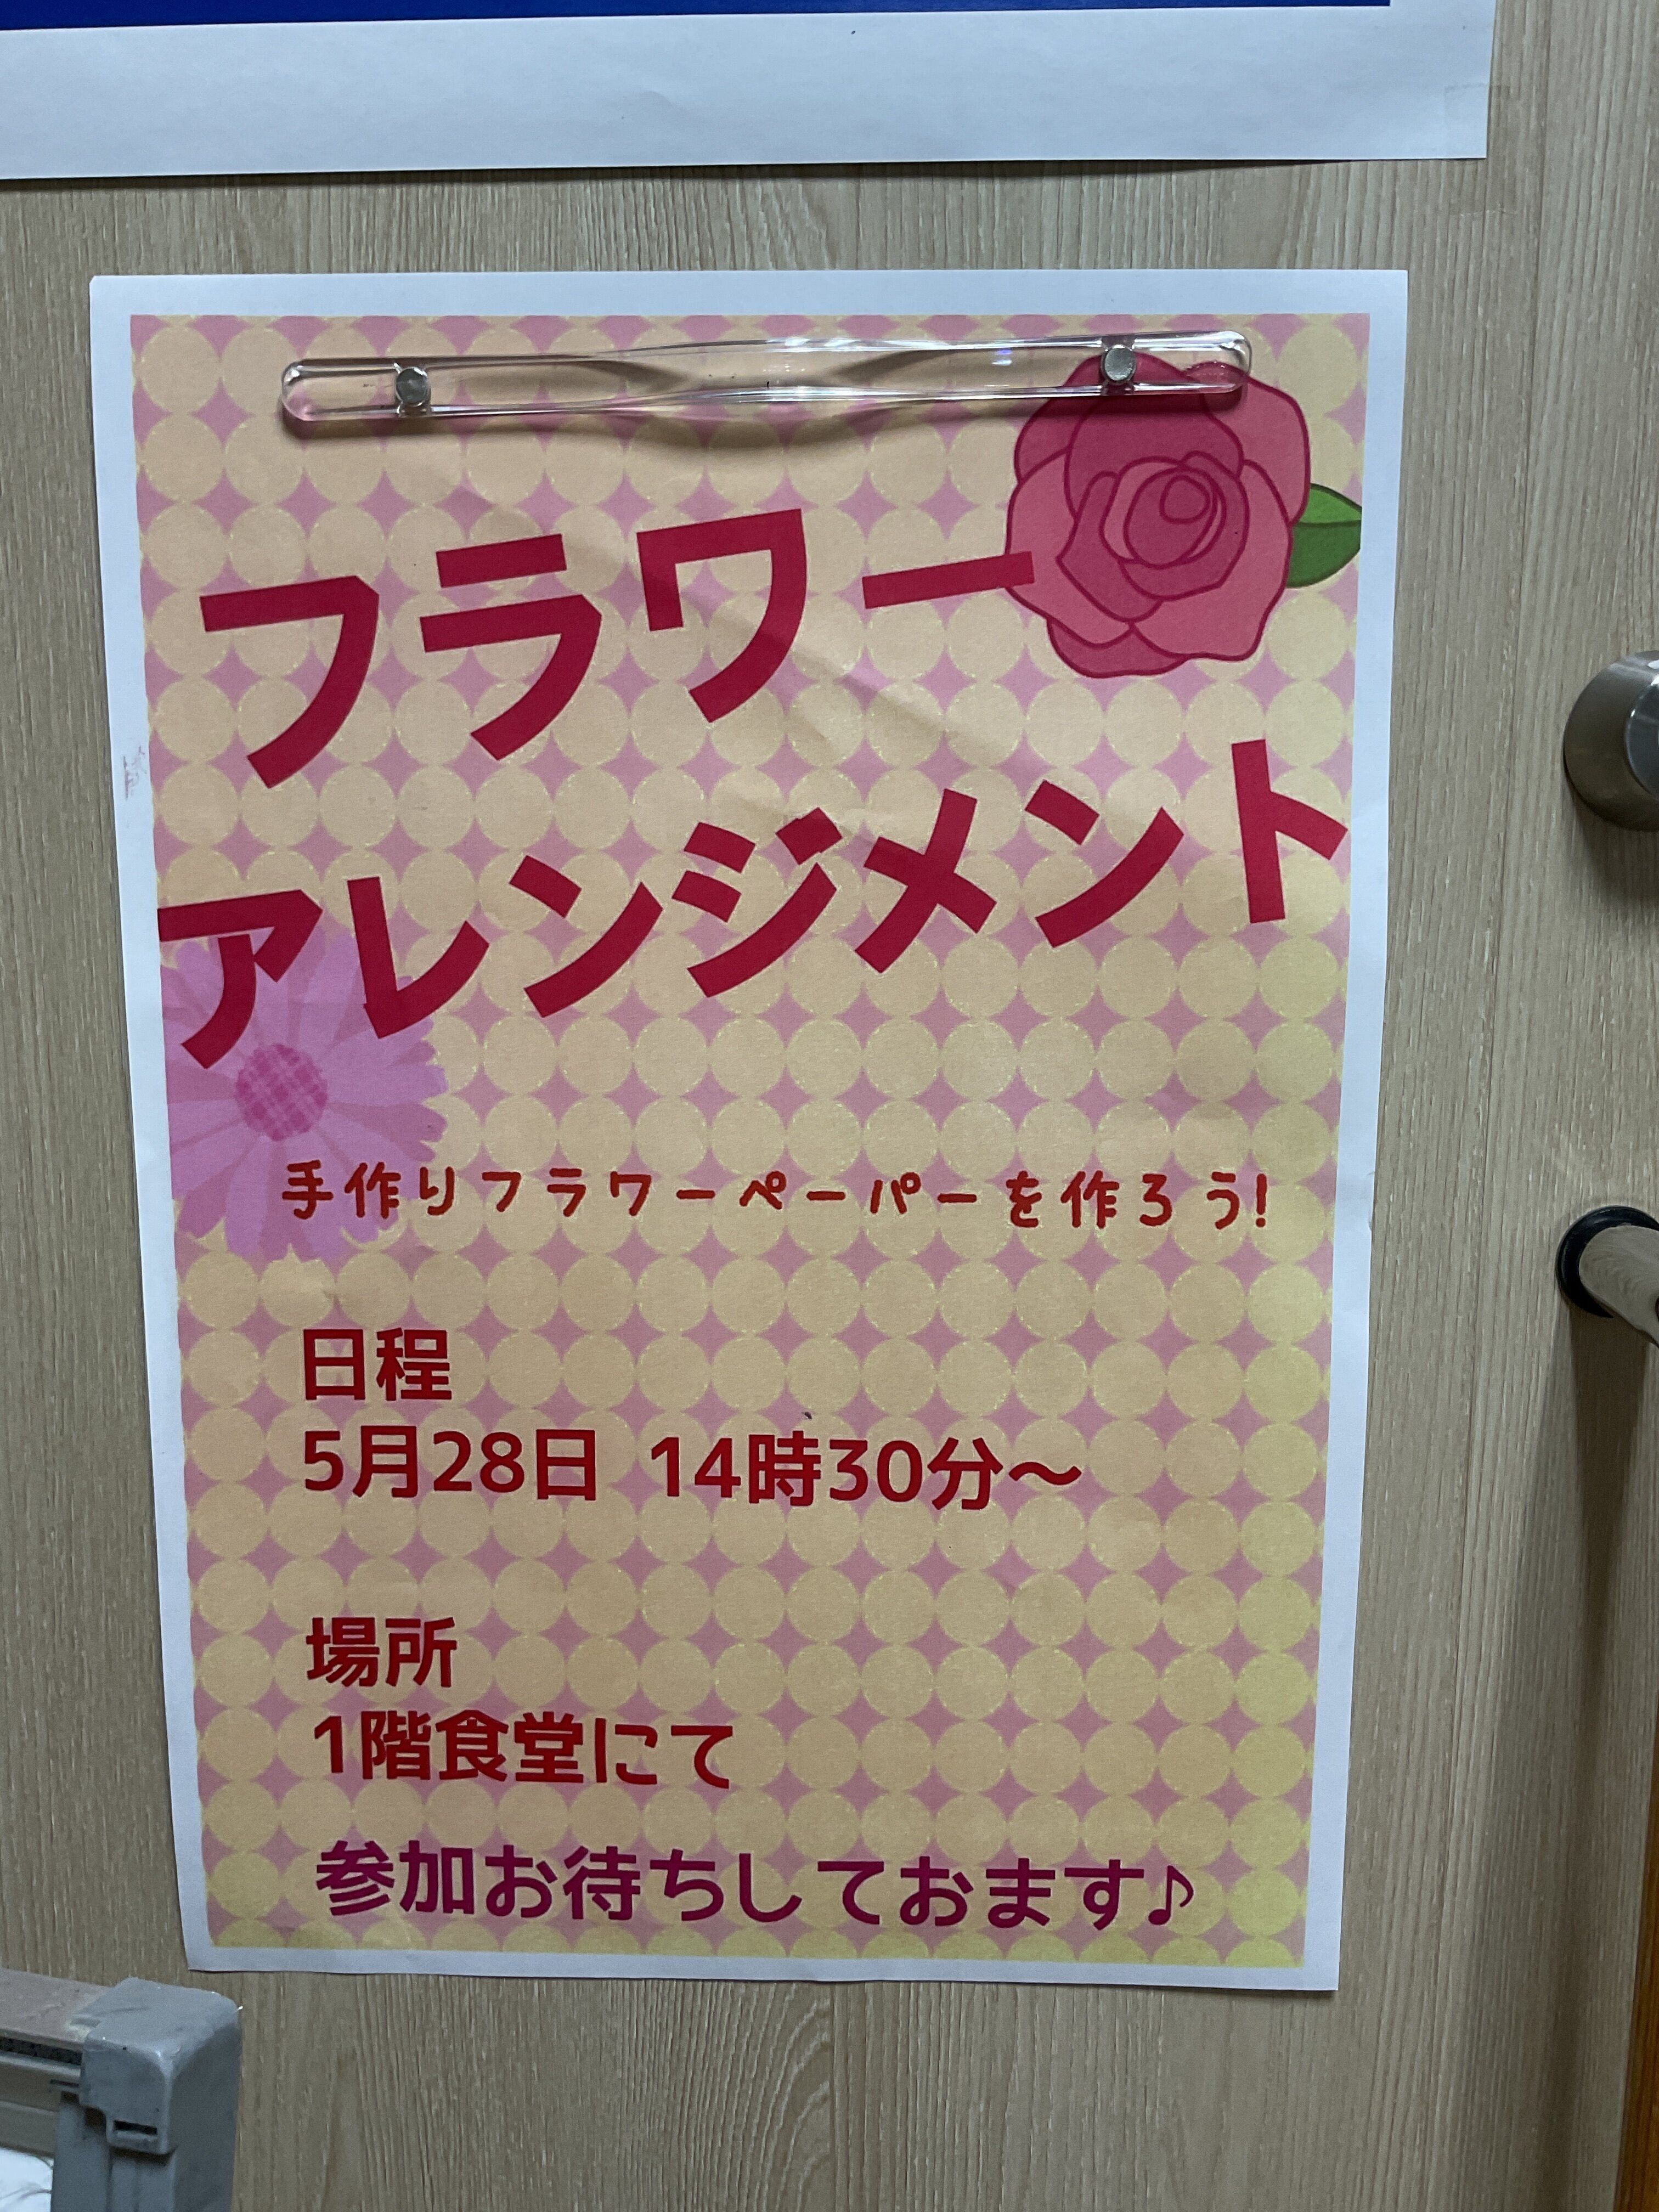 フラワー
アレンジメント
手作りフラワーペーパーを作ろう!
日程
5月28日 14時30分～
場所
1階食堂にて
参加お待ちしておます♪